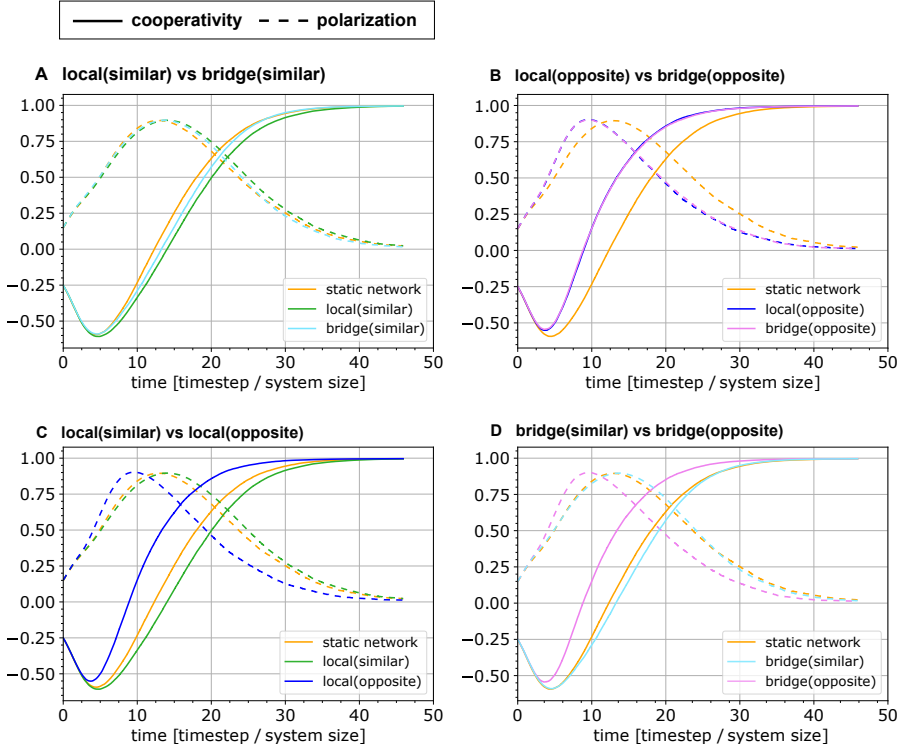 cooperativity polarization
A local(similar) vs bridge(similar)
1.00
0.75
0.50
0.25
0.00
−0.25
−0.50
static network
local(similar)
bridge(similar)
0 10 20 30 40 50
time [timestep / system size]
B local(opposite) vs bridge(opposite)
1.00
0.75
0.50
0.25
0.00
−0.25
−0.50
static network
local(opposite)
bridge(opposite)
0 10 20 30 40 50
time [timestep / system size]
C local(similar) vs local(opposite)
1.00
0.75
0.50
0.25
0.00
−0.25
−0.50
static network
local(similar)
local(opposite)
0 10 20 30 40 50
time [timestep / system size]
D bridge(similar) vs bridge(opposite)
1.00
0.75
0.50
0.25
0.00
−0.25
−0.50
static network
bridge(similar)
bridge(opposite)
0 10 20 30 40 50
time [timestep / system size]